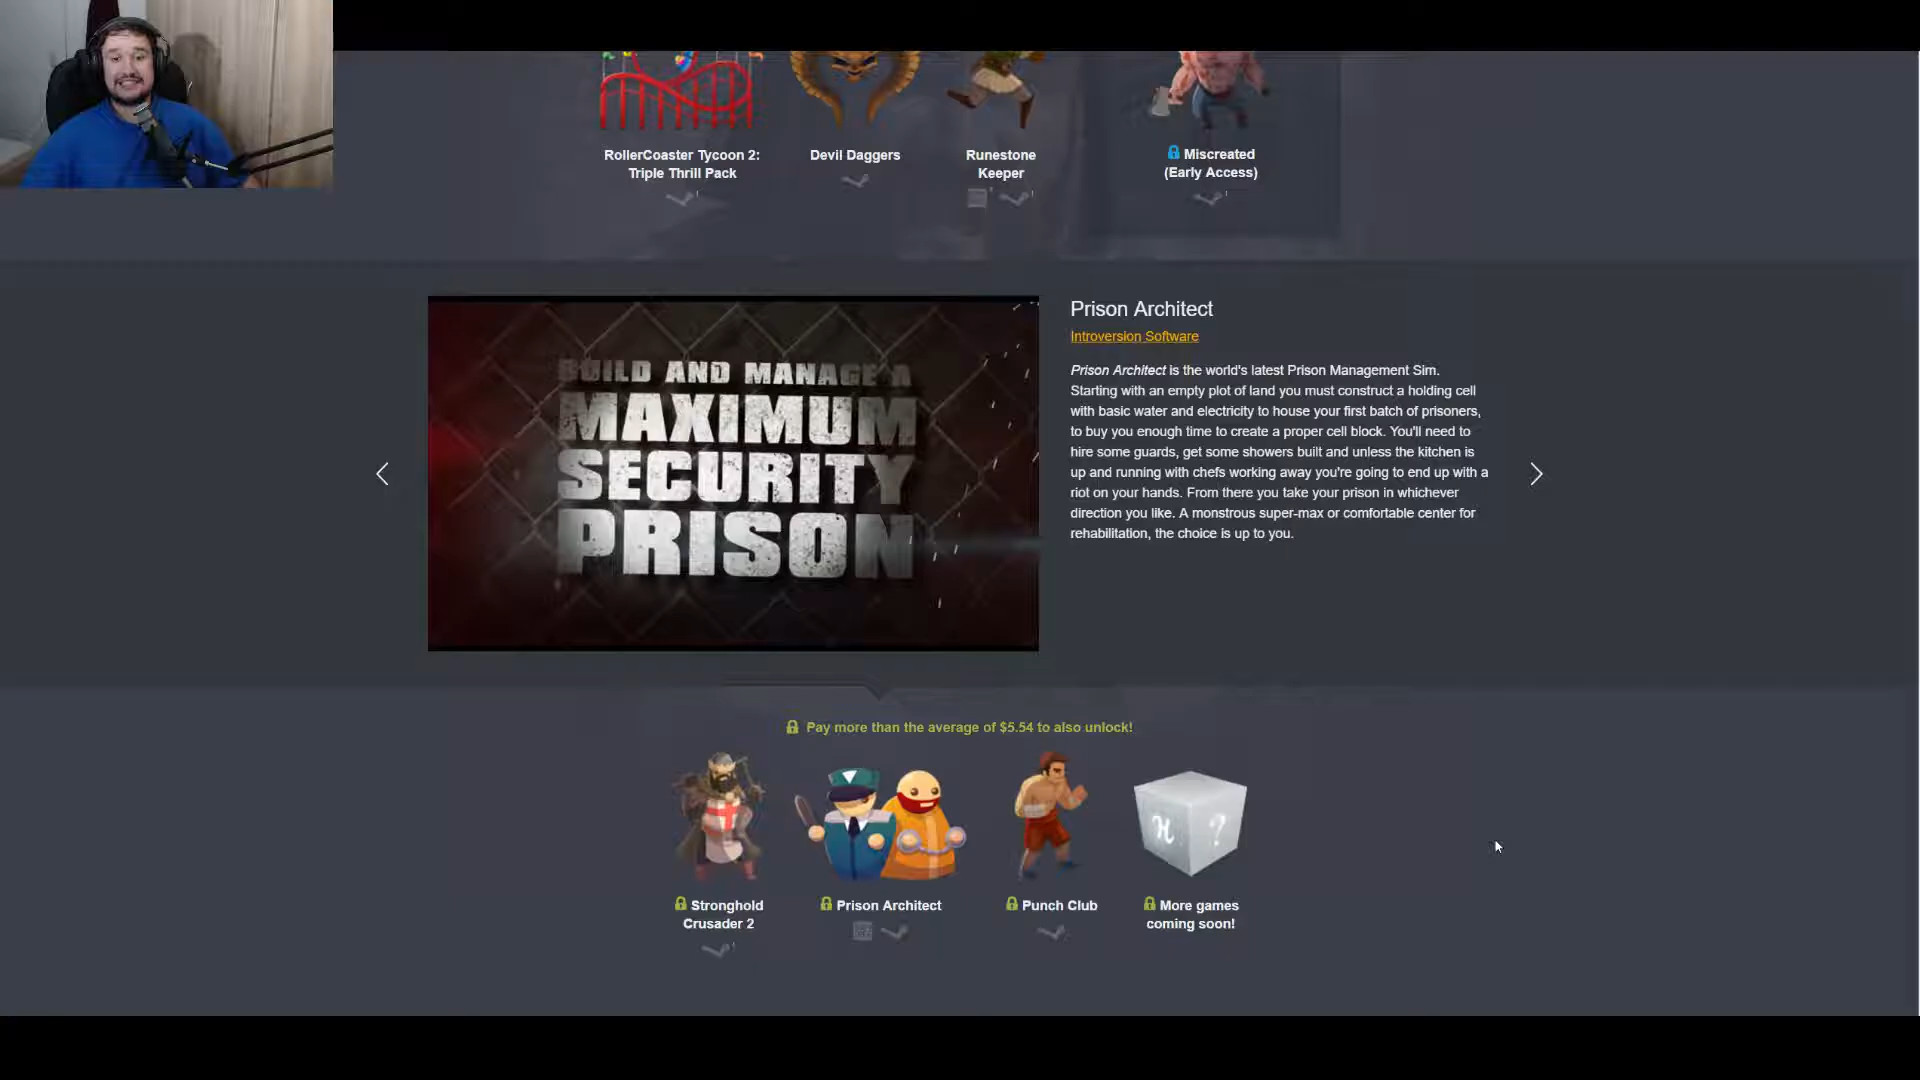 RollerCoaster Tycoon 2:
Triple Thrill Pack
Devil Daggers
Runestone
Keeper
Miscreated
(Early Access)
BUILD AND MANAGE A
MAXIMUM
SECURITY
PRISON
Prison Architect
Introversion Software
Prison Architect is the world's latest Prison Management Sim.
Starting with an empty plot of land you must construct a holding cell
with basic water and electricity to house your first batch of prisoners,
to buy you enough time to create a proper cell block. You'll need to
hire some guards, get some showers built and unless the kitchen is
up and running with chefs working away you're going to end up with a
riot on your hands. From there you take your prison in whichever
direction you like. A monstrous super-max or comfortable center for
rehabilitation, the choice is up to you.
Pay more than the average of $5.54 to also unlock!
H ?
Stronghold
Crusader 2
Prison Architect
Punch Club
More games
coming soon!